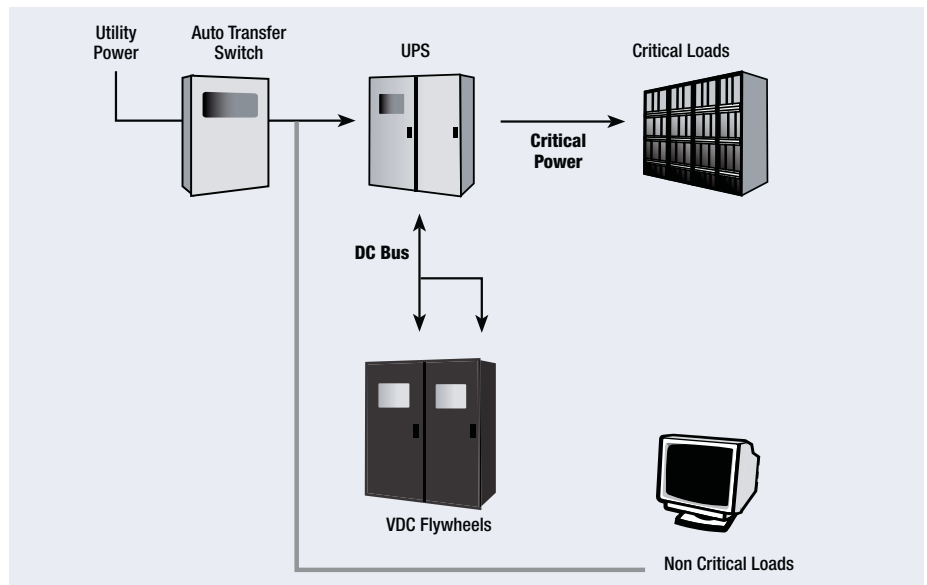 Utility
Power
Auto Transfer
Switch
UPS
Critical Loads
Critical
Power
DC Bus
VDC Flywheels
Non Critical Loads